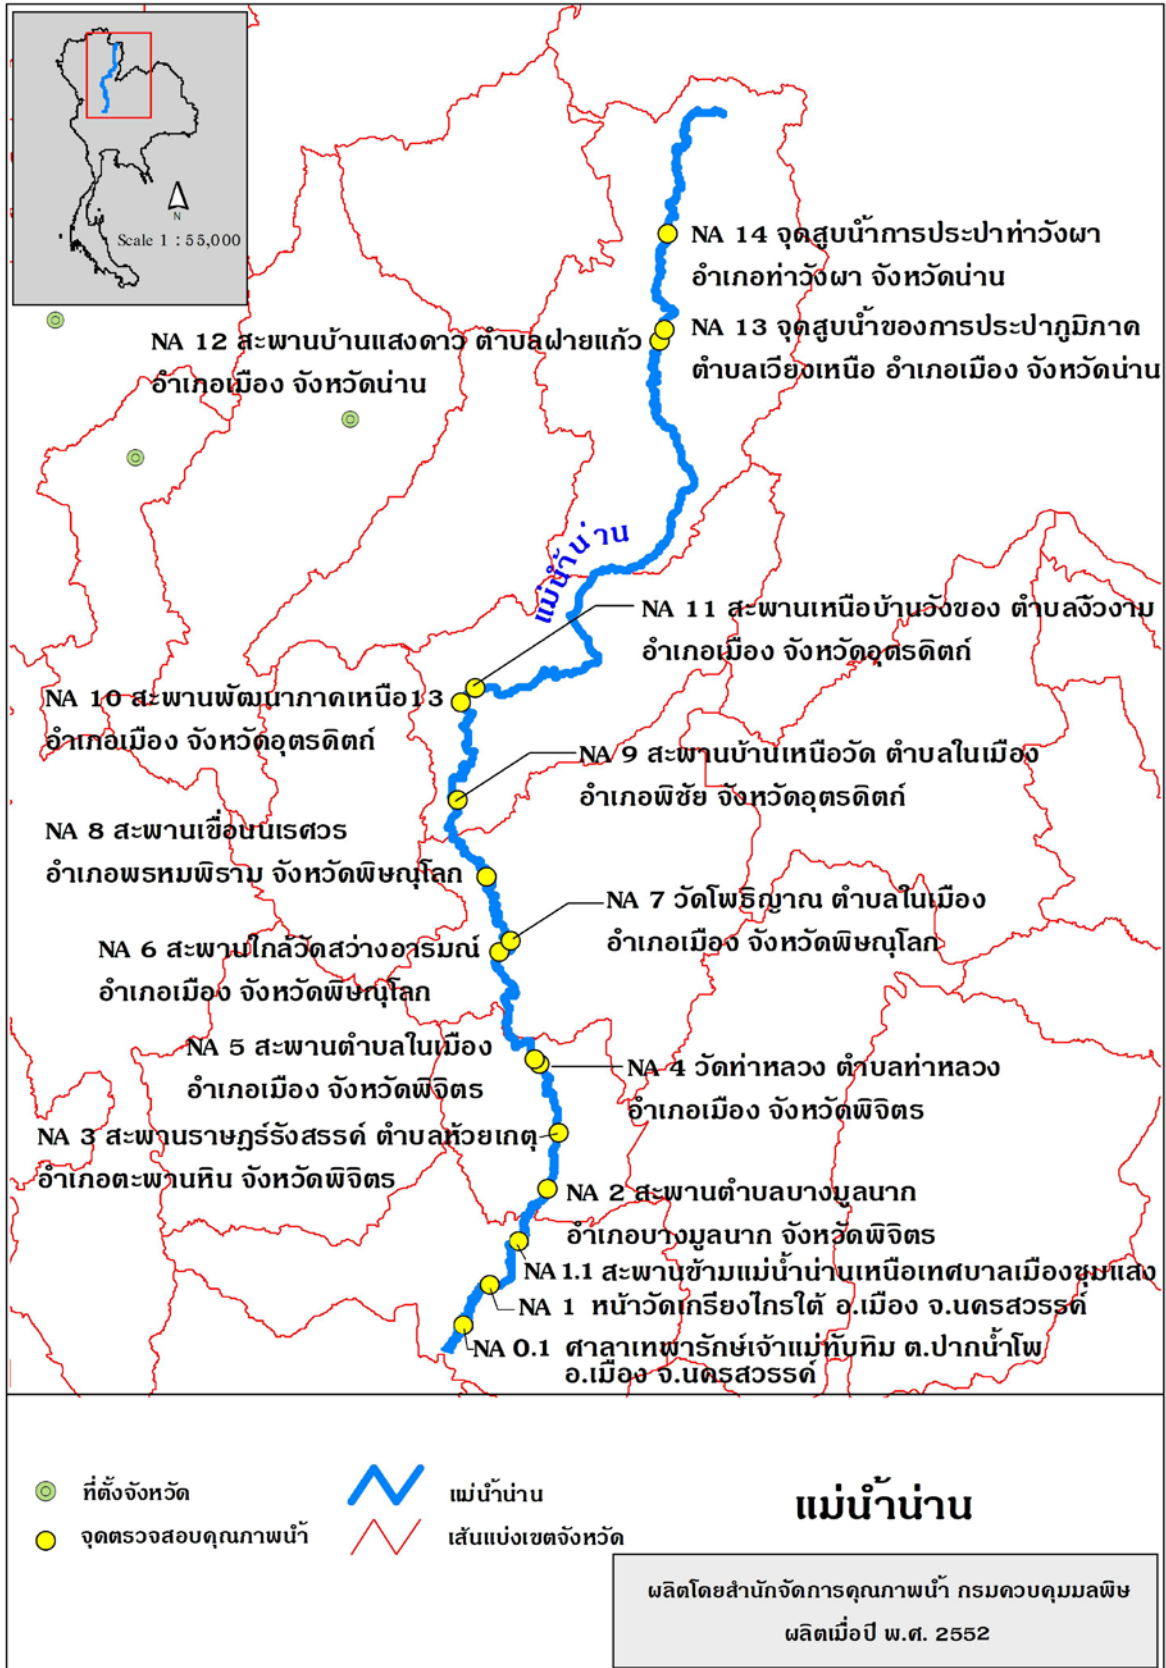 N
Scale 1 : 55,000
NA 14 จุดสูบน้ำการประปาท่าวังผา
อำเภอท่าวังผา จังหวัดน่าน
NA 13 จุดสูบน้ำของการประปาภูมิภาค
ตำบลเวียงเหนือ อำเภอเมือง จังหวัดน่าน
NA 12 สะพานบ้านแสงดาว ตำบลฝายแก้ว
อำเภอเมือง จังหวัดน่าน
แม่น้ำน่าน
NA 11 สะพานเหนือบ้านวังของ ตำบลงิ้วงาม
อำเภอเมือง จังหวัดอุตรดิตถ์
NA 10 สะพานพัฒนาภาคเหนือ13
อำเภอเมือง จังหวัดอุตรดิตถ์
NA 9 สะพานบ้านเหนือวัด ตำบลในเมือง
อำเภอพิชัย จังหวัดอุตรดิตถ์
NA 8 สะพานเขื่อนนเรศวร
อำเภอพรหมพิราม จังหวัดพิษณุโลก
NA 7 วัดโพธิญาณ ตำบลในเมือง
อำเภอเมือง จังหวัดพิษณุโลก
NA 6 สะพานใกล้วัดสว่างอารมณ์
อำเภอเมือง จังหวัดพิษณุโลก
NA 5 สะพานตำบลในเมือง
อำเภอเมือง จังหวัดพิจิตร
NA 4 วัดท่าหลวง ตำบลท่าหลวง
อำเภอเมือง จังหวัดพิจิตร
NA 3 สะพานราษฎร์รังสรรค์ ตำบลห้วยเกตุ
อำเภอตะพานหิน จังหวัดพิจิตร
NA 2 สะพานตำบลบางมูลนาก
อำเภอบางมูลนาก จังหวัดพิจิตร
NA 1.1 สะพานข้ามแม่น้ำน่านเหนือเทศบาลเมืองชุมแสง
NA 1 หน้าวัดเกรียงไกรใต้ อ.เมือง จ.นครสวรรค์
NA 0.1 ศาลาเทพารักษ์เจ้าแม่ทับทิม ต.ปากน้ำโพ
อ.เมือง จ.นครสวรรค์
ที่ตั้งจังหวัด
แม่น้ำน่าน
จุดตรวจสอบคุณภาพน้ำ
เส้นแบ่งเขตจังหวัด
แม่น้ำน่าน
ผลิตโดยสำนักจัดการคุณภาพน้ำ กรมควบคุมมลพิษ
ผลิตเมื่อปี พ.ศ. 2552